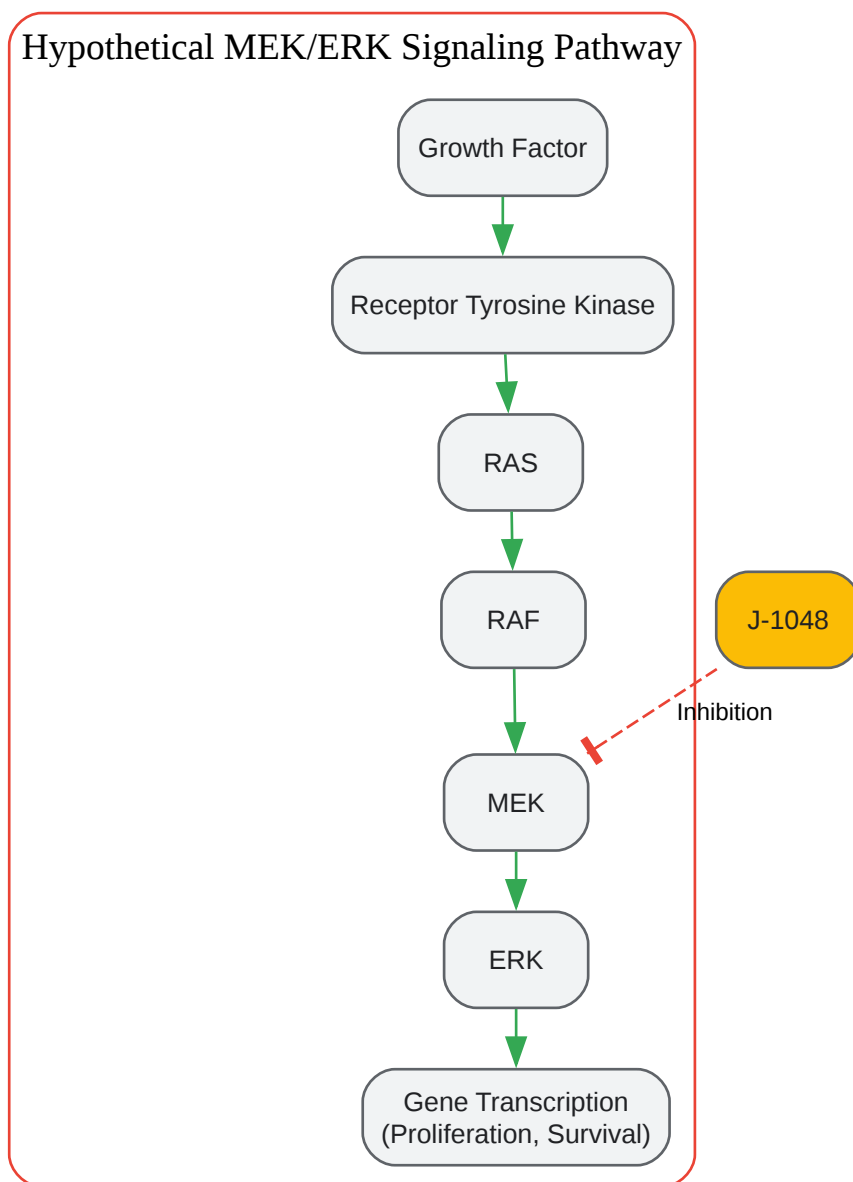 Hypothetical MEK/ERK Signaling Pathway
Growth Factor
Receptor Tyrosine Kinase
RAS
RAF
J-1048
Inhibition
MEK
ERK
Gene Transcription
(Proliferation, Survival)